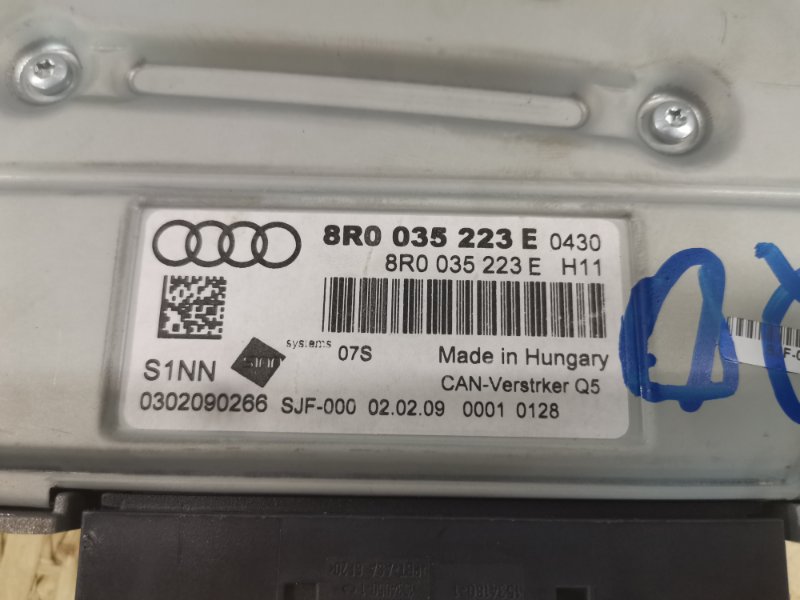 8R0 035 223 E 0430
8R0 035 223 E H11
systems 07S Made in Hungary
S1NN CAN-Verstrker Q5
0302090266 SJF-000 02.02.09 0001 0128